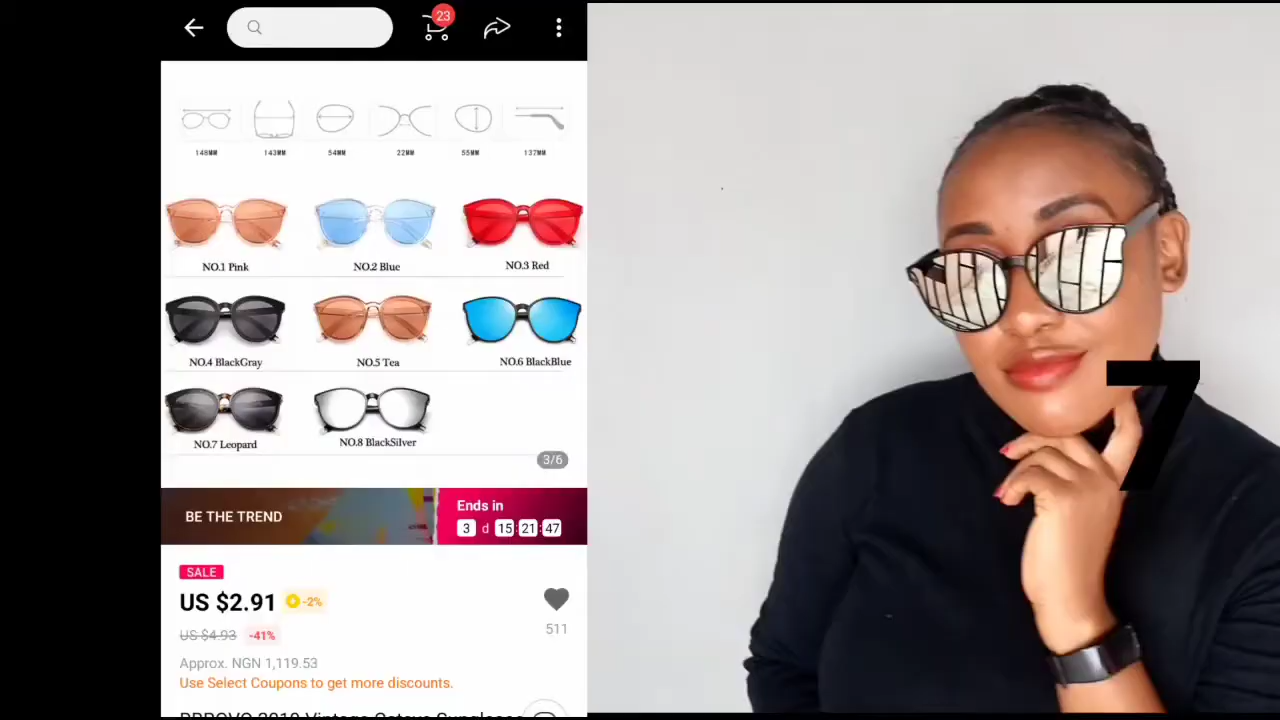 23
148MM 143MM 54MM 22MM 55MM 137MM
NO.1 Pink NO.2 Blue NO.3 Red
NO.4 BlackGray NO.5 Tea NO.6 BlackBlue
NO.7 Leopard NO.8 BlackSilver
3/6
BE THE TREND
Ends in
3 d 15:21:47
SALE
US $2.91 -2%
US $4.93 -41%
511
Approx. NGN 1,119.53
Use Select Coupons to get more discounts.
7